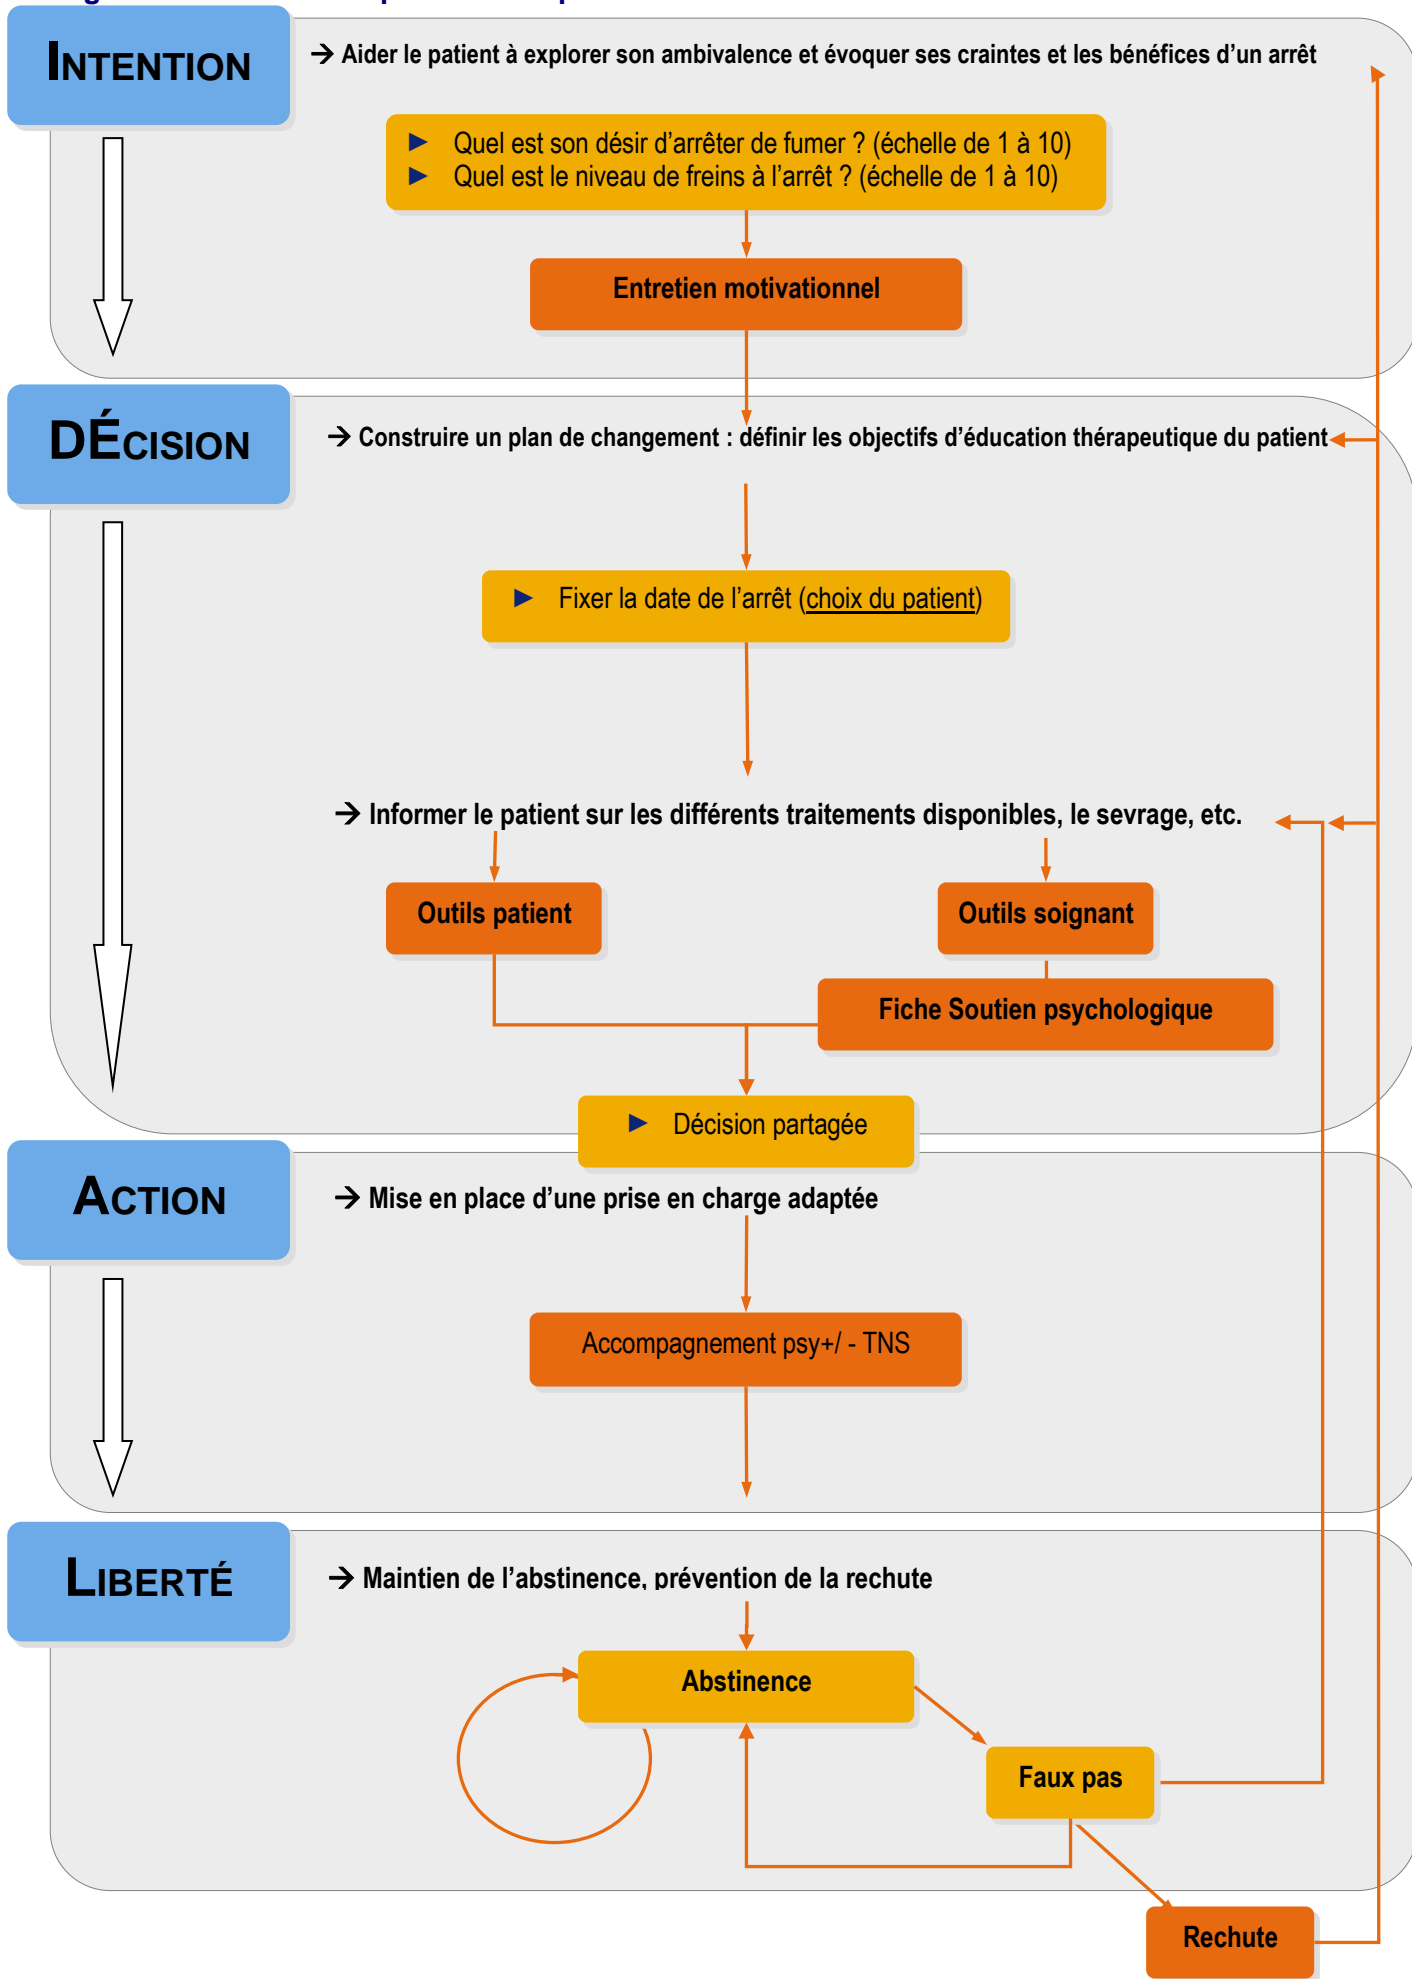 INTENTION
→ Aider le patient à explorer son ambivalence et évoquer ses craintes et les bénéfices d’un arrêt
► Quel est son désir d’arrêter de fumer ? (échelle de 1 à 10)
► Quel est le niveau de freins à l’arrêt ? (échelle de 1 à 10)
Entretien motivationnel
DÉCISION
→ Construire un plan de changement : définir les objectifs d’éducation thérapeutique du patient
► Fixer la date de l’arrêt (choix du patient)
→ Informer le patient sur les différents traitements disponibles, le sevrage, etc.
Outils patient
Outils soignant
Fiche Soutien psychologique
► Décision partagée
ACTION
→ Mise en place d’une prise en charge adaptée
Accompagnement psy+/ - TNS
LIBERTÉ
→ Maintien de l’abstinence, prévention de la rechute
Abstinence
Faux pas
Rechute